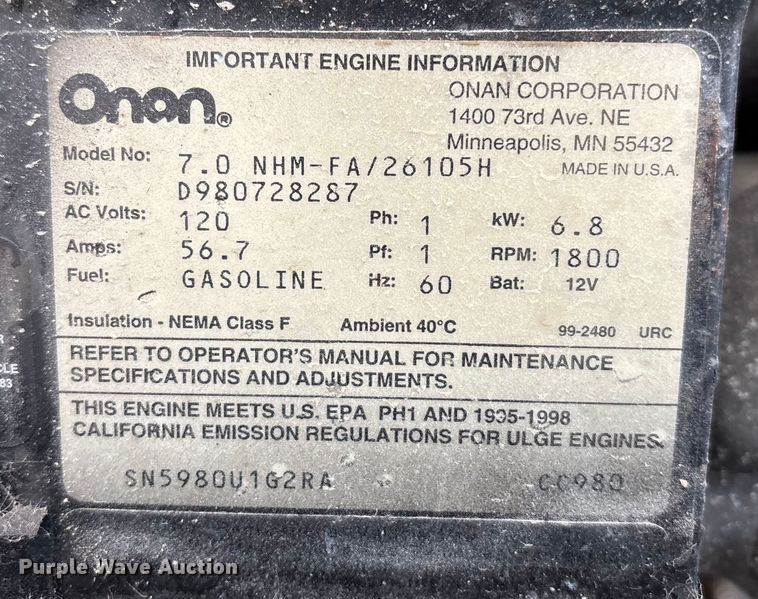 IMPORTANT ENGINE INFORMATION
Onan®
ONAN CORPORATION
1400 73rd Ave. NE
Minneapolis, MN 55432
Model No: 7.0 NHM-FA/26105H MADE IN U.S.A.
S/N: D980728287
AC Volts: 120 Ph: 1 kW: 6.8
Amps: 56.7 Pf: 1 RPM: 1800
Fuel: GASOLINE Hz: 60 Bat: 12V
Insulation - NEMA Class F Ambient 40°C 99-2480 URC
REFER TO OPERATOR'S MANUAL FOR MAINTENANCE
SPECIFICATIONS AND ADJUSTMENTS.
THIS ENGINE MEETS U.S. EPA PH1 AND 1995-1998
CALIFORNIA EMISSION REGULATIONS FOR ULGE ENGINES
SN5980U1G2RA CC980
CLE
83
Purple Wave Auction